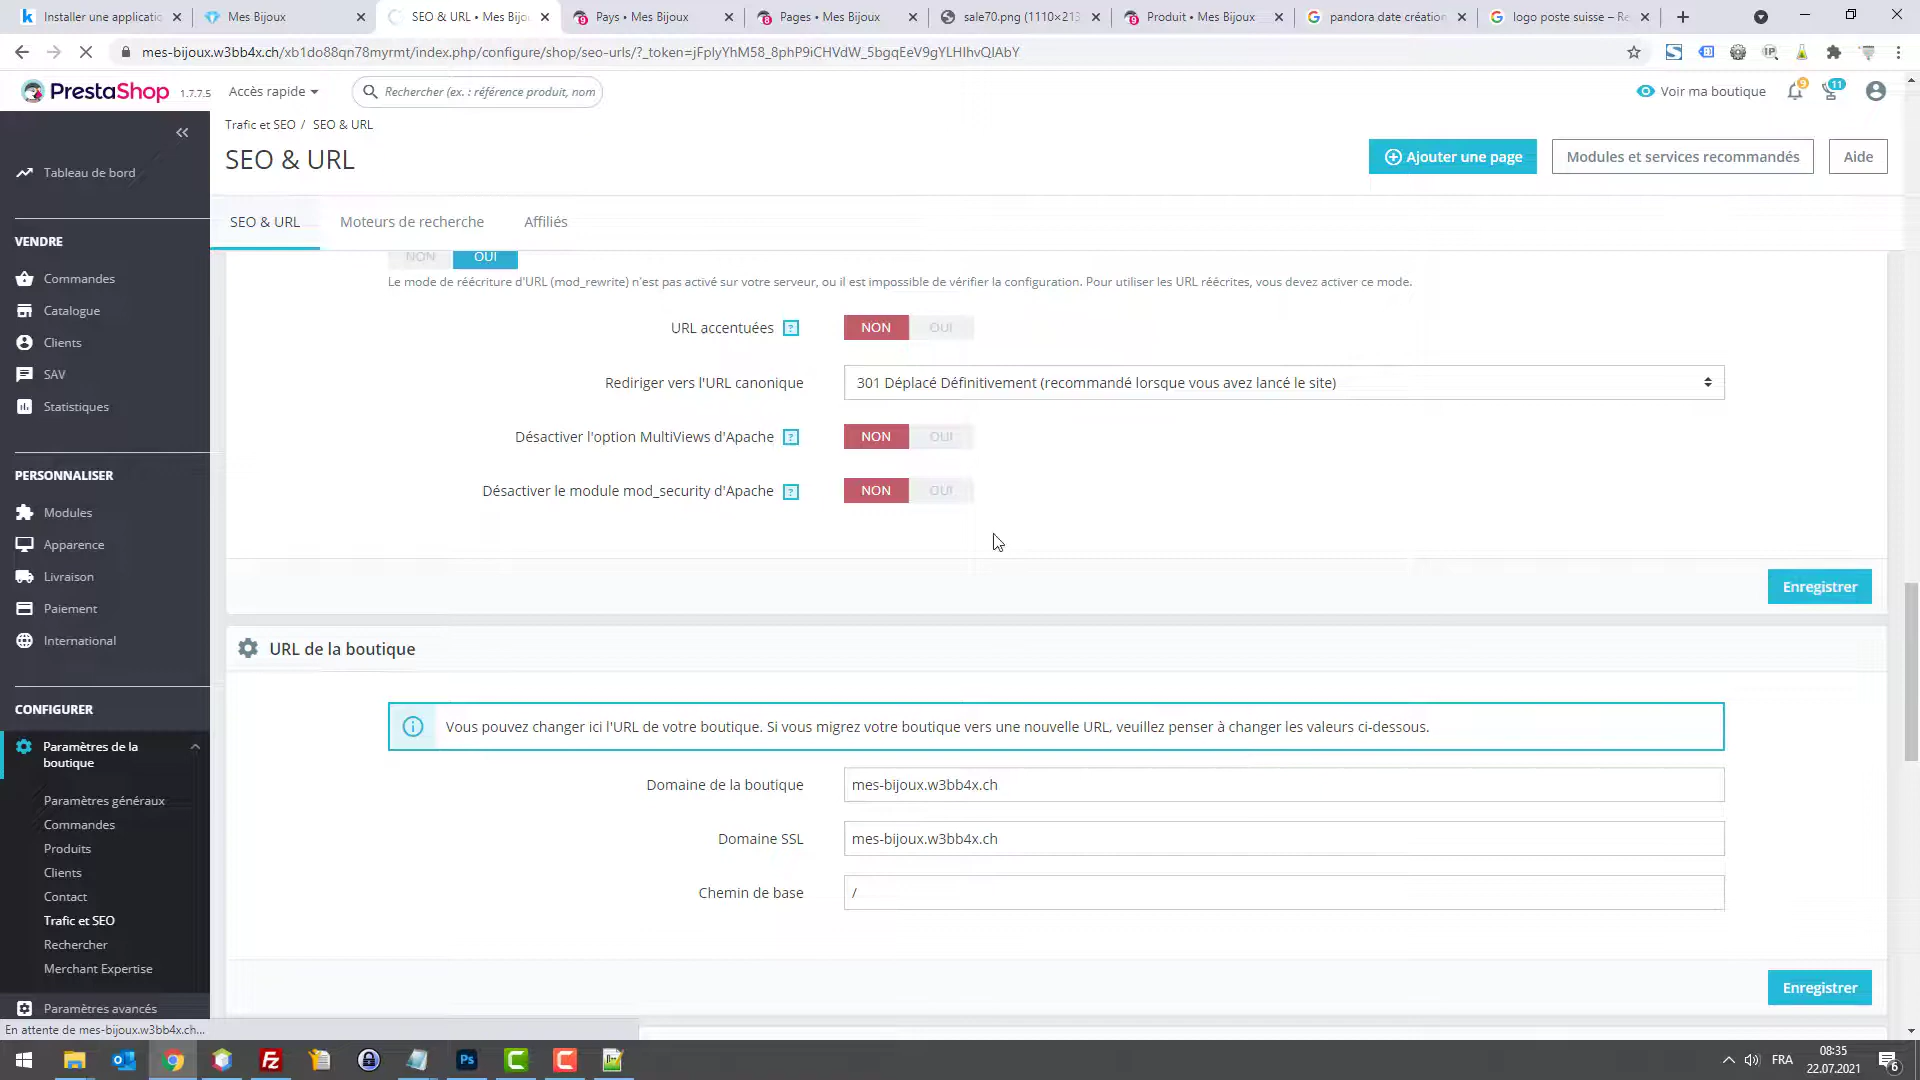 Installer une applicatio
Mes Bijoux
SEO & URL • Mes Bijo
Pays • Mes Bijoux
Pages • Mes Bijoux
sale70.png (1110×213
Produit • Mes Bijoux
pandora date création
logo poste suisse – Re
mes-bijoux.w3bb4x.ch/xb1do88qn78myrmt/index.php/configure/shop/seo-urls/?_token=jFplyYhM58_8phP9iCHVdW_5bgqEeV9gYLHIhvQlAbY
PrestaShop 1.7.7.5
Accès rapide
Rechercher (ex. : référence produit, nom
Voir ma boutique
9
11
Trafic et SEO / SEO & URL
SEO & URL
Ajouter une page
Modules et services recommandés
Aide
SEO & URL
Moteurs de recherche
Affiliés
Tableau de bord
VENDRE
Commandes
Catalogue
Clients
SAV
Statistiques
PERSONNALISER
Modules
Apparence
Livraison
Paiement
International
CONFIGURER
Paramètres de la
boutique
Paramètres généraux
Commandes
Produits
Clients
Contact
Trafic et SEO
Rechercher
Merchant Expertise
Paramètres avancés
NON OUI
Le mode de réécriture d'URL (mod_rewrite) n'est pas activé sur votre serveur, ou il est impossible de vérifier la configuration. Pour utiliser les URL réécrites, vous devez activer ce mode.
URL accentuées ? NON OUI
Rediriger vers l'URL canonique 301 Déplacé Définitivement (recommandé lorsque vous avez lancé le site)
Désactiver l'option MultiViews d'Apache ? NON OUI
Désactiver le module mod_security d'Apache ? NON OUI
Enregistrer
URL de la boutique
Vous pouvez changer ici l'URL de votre boutique. Si vous migrez votre boutique vers une nouvelle URL, veuillez penser à changer les valeurs ci-dessous.
Domaine de la boutique mes-bijoux.w3bb4x.ch
Domaine SSL mes-bijoux.w3bb4x.ch
Chemin de base /
Enregistrer
En attente de mes-bijoux.w3bb4x.ch...
FRA
08:35
22.07.2021
6